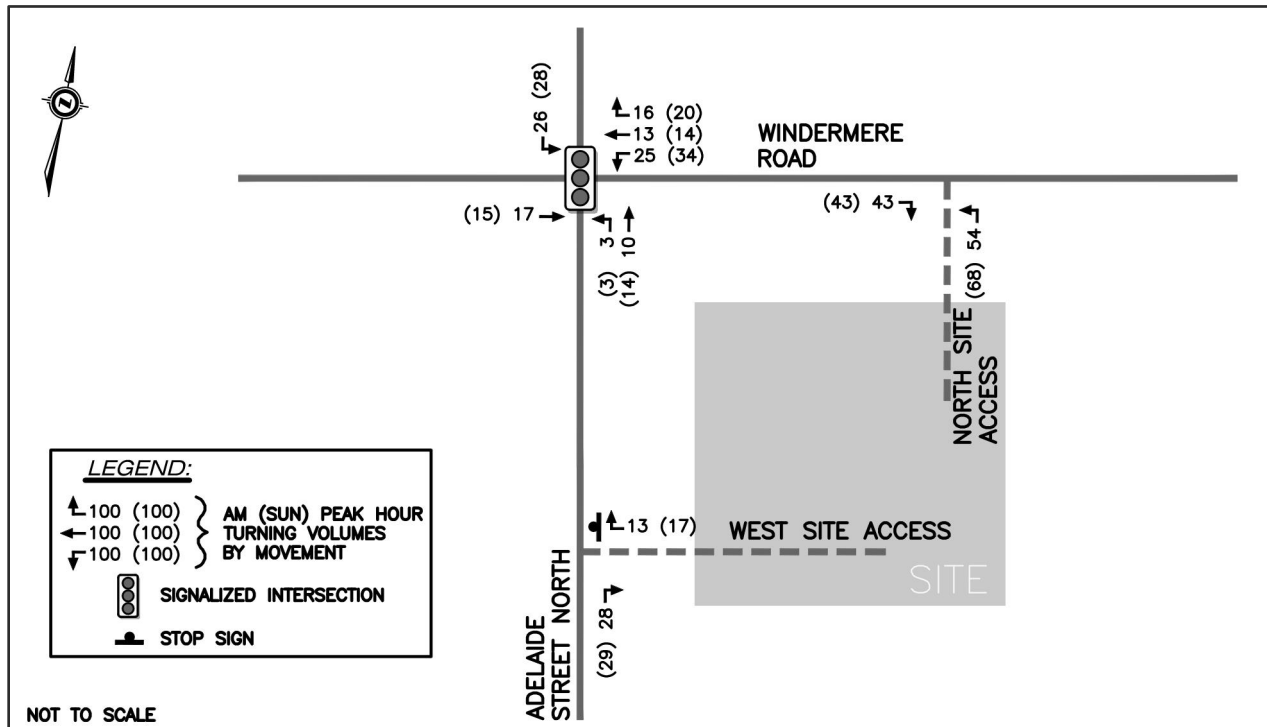 26 (28)
16 (20)
13 (14)
25 (34)
WINDERMERE
ROAD
(15) 17
3
(3)
10
(14)
(43) 43
(68) 54
NORTH SITE
ACCESS
13 (17)
WEST SITE ACCESS
SITE
(29) 28
ADELAIDE
STREET NORTH
LEGEND:
100 (100)
100 (100)
100 (100)
AM (SUN) PEAK HOUR
TURNING VOLUMES
BY MOVEMENT
SIGNALIZED INTERSECTION
STOP SIGN
NOT TO SCALE
N